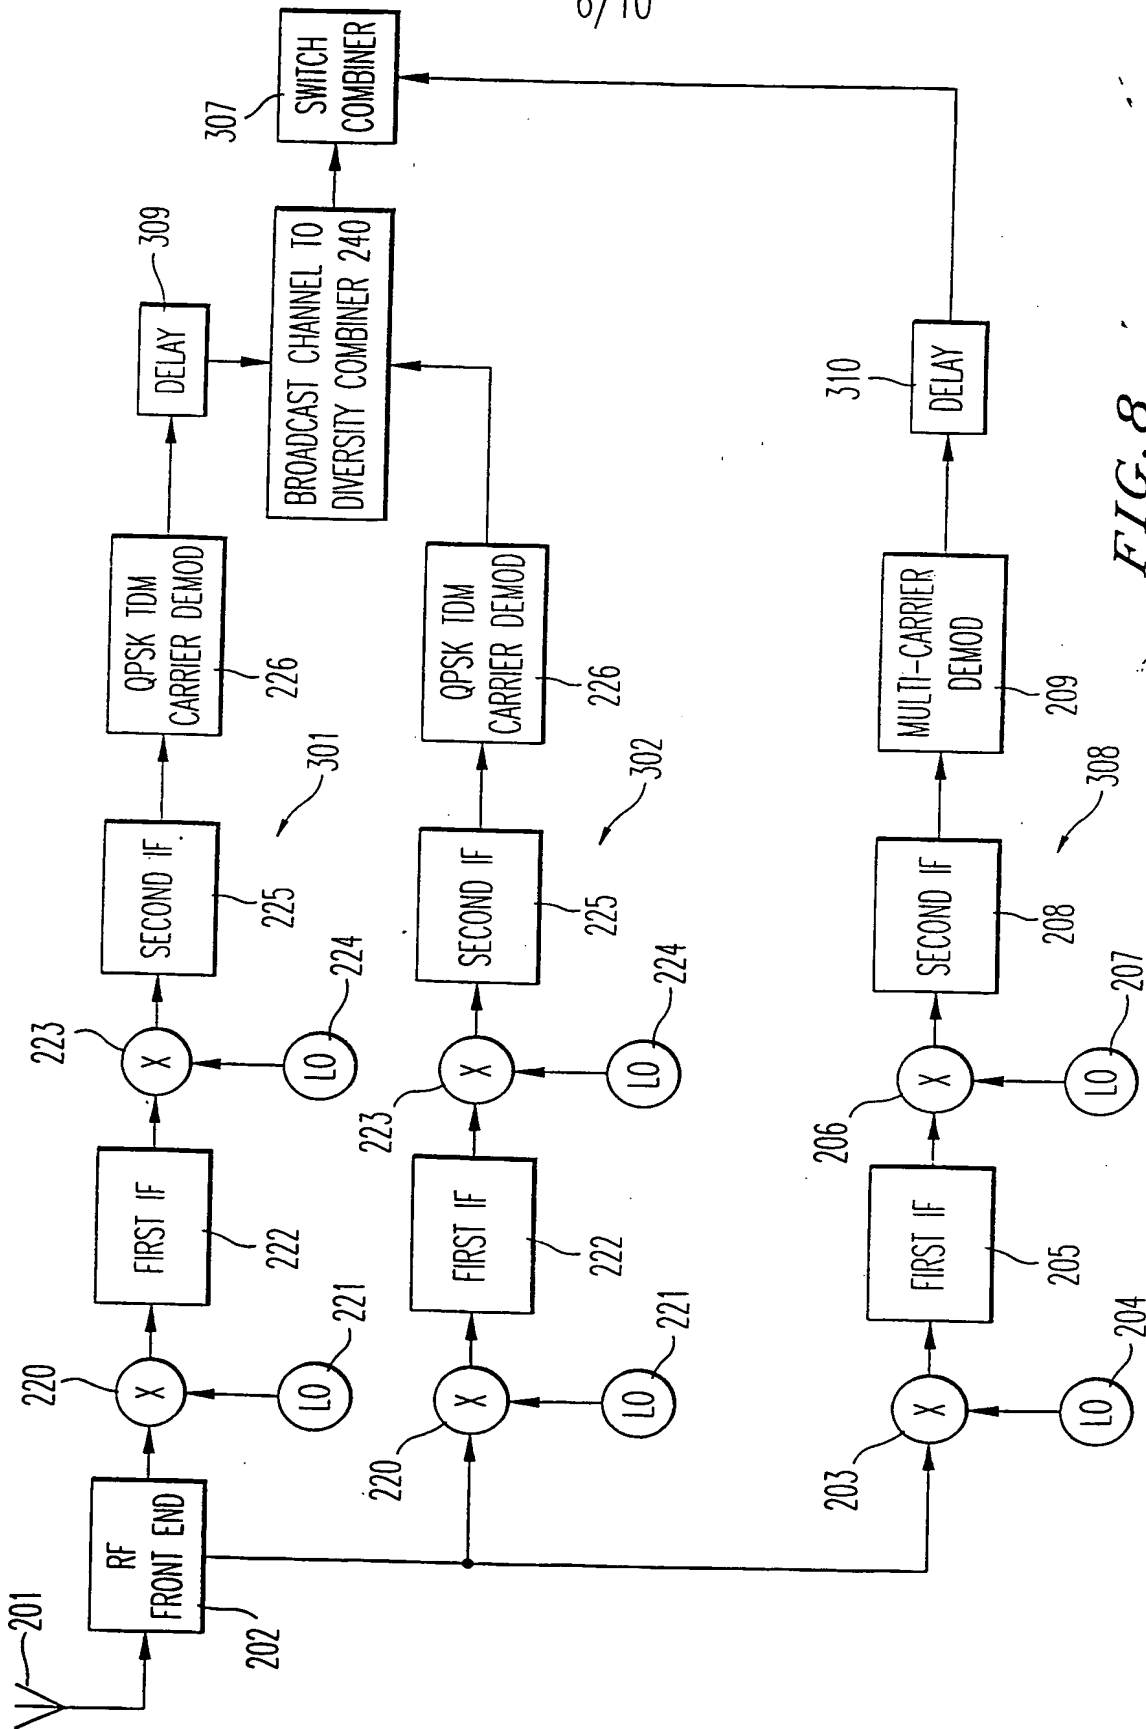 201
RF
FRONT END
202
220
X
LO
221
FIRST IF
222
223
X
LO
224
SECOND IF
225
301
QPSK TDM
CARRIER DEMOD
226
DELAY
309
BROADCAST CHANNEL TO
DIVERSITY COMBINER 240
307
SWITCH
COMBINER
220
X
LO
221
FIRST IF
222
223
X
LO
224
SECOND IF
225
302
QPSK TDM
CARRIER DEMOD
226
203
X
LO
204
FIRST IF
205
206
X
LO
207
SECOND IF
208
308
MULTI-CARRIER
DEMOD
209
310
DELAY
FIG. 8